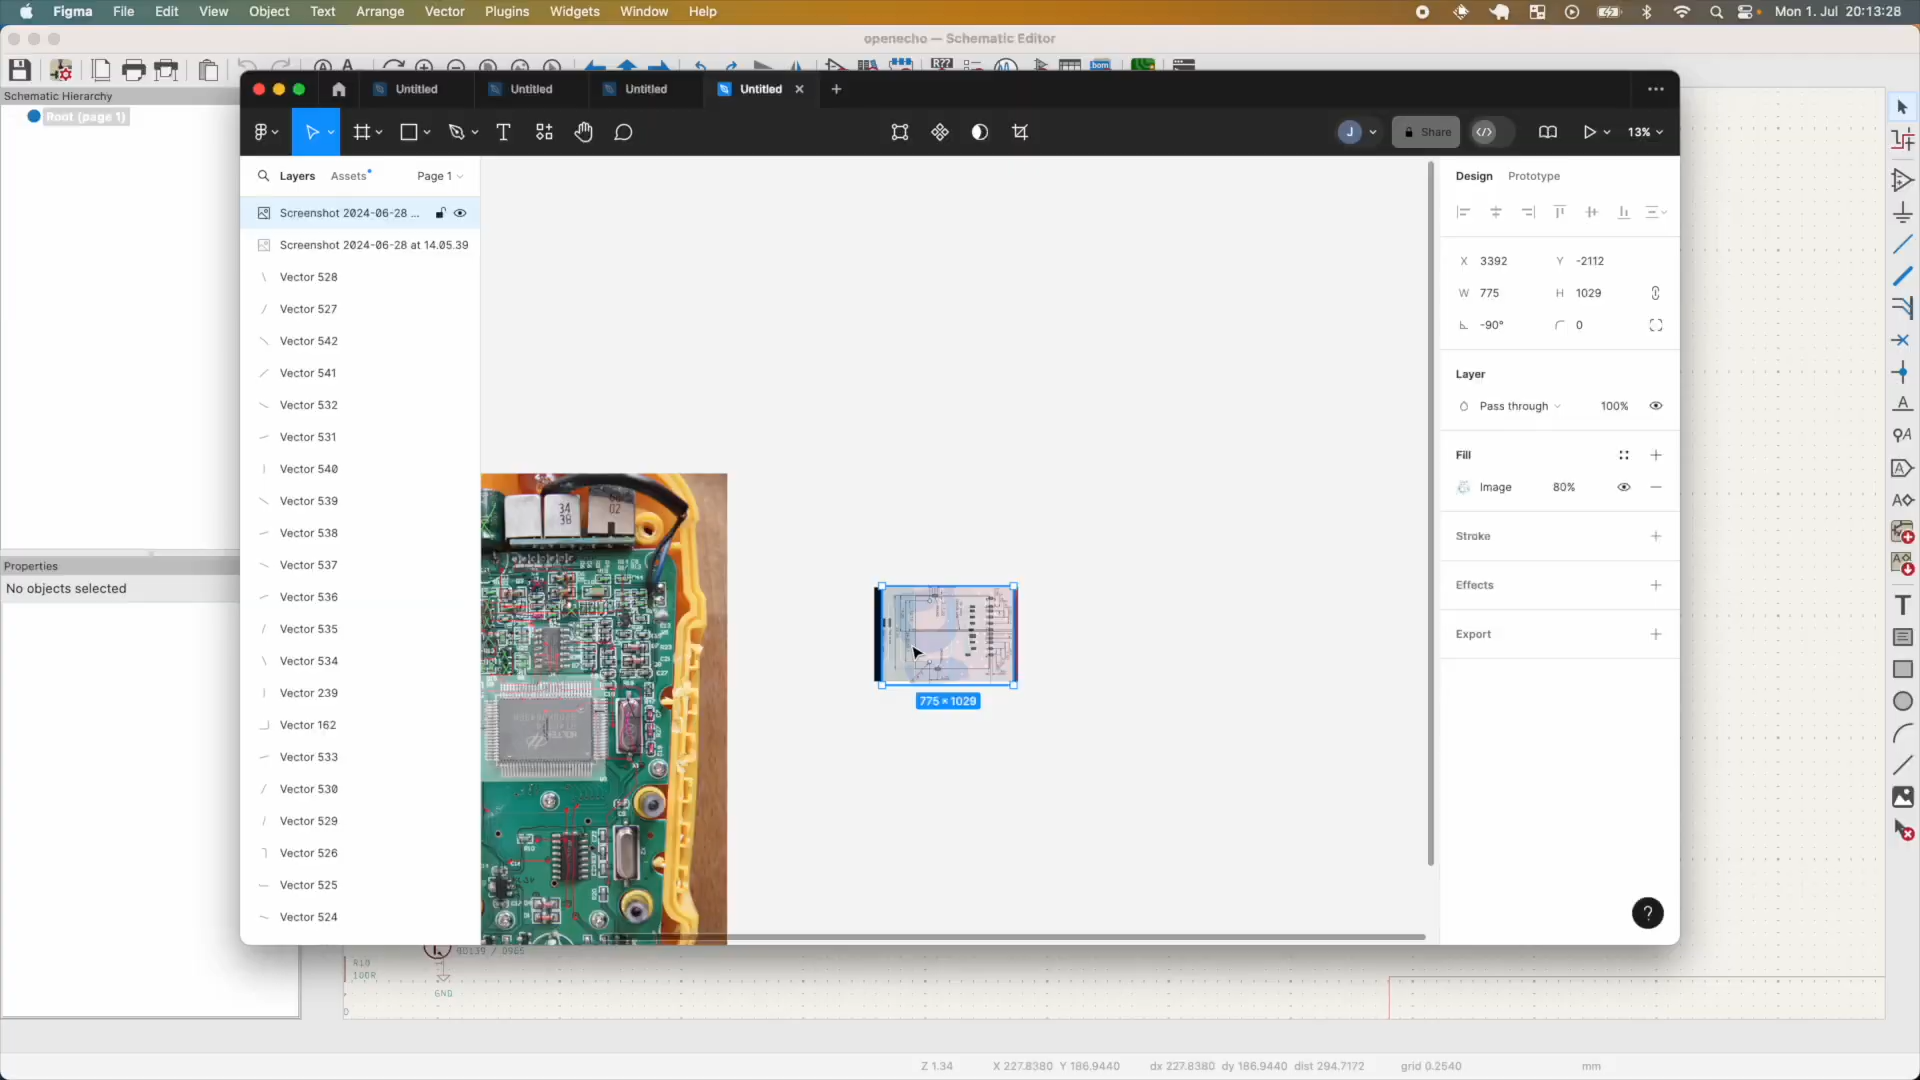 Figma File Edit View Object Text Arrange Vector Plugins Widgets Window Help
Mon 1. Jul 20:13:28
openecho — Schematic Editor
Schematic Hierarchy
Root (page 1)
Untitled
Untitled
Untitled
Untitled
J
Share
13%
Layers
Assets
Page 1
Screenshot 2024-06-28 ...
Screenshot 2024-06-28 at 14.05.39
Vector 528
Vector 527
Vector 542
Vector 541
Vector 532
Vector 531
Vector 540
Vector 539
Vector 538
Vector 537
Vector 536
Vector 535
Vector 534
Vector 239
Vector 162
Vector 533
Vector 530
Vector 529
Vector 526
Vector 525
Vector 524
Design
Prototype
X 3392
Y -2112
W 775
H 1029
-90°
0
Layer
Pass through
100%
Fill
Image
80%
Stroke
Effects
Export
?
775 × 1029
34
38
02
Properties
No objects selected
R10
100R
GND
Z 1.34
X 227.8380 Y 186.9440
dx 227.8380 dy 186.9440 dist 294.7172
grid 0.2540
mm